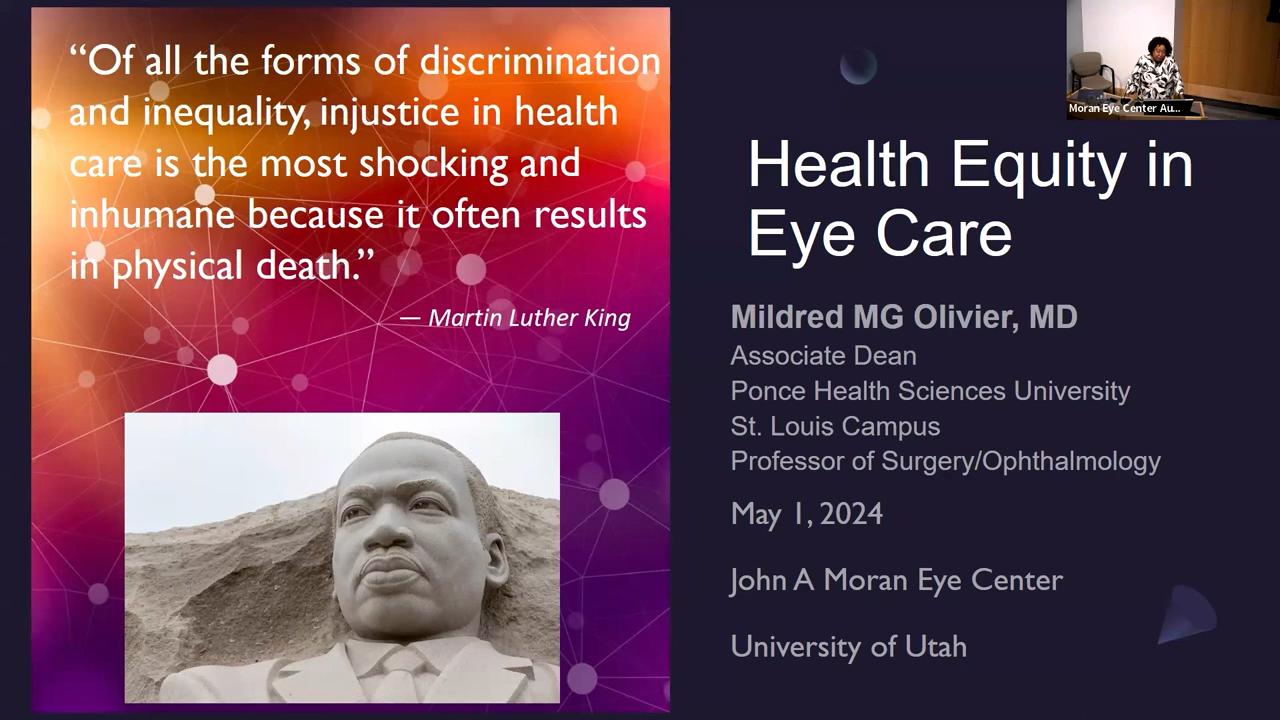 “Of all the forms of discrimination
and inequality, injustice in health
care is the most shocking and
inhumane because it often results
in physical death.”
— Martin Luther King
Moran Eye Center Au...
Health Equity in
Eye Care
Mildred MG Olivier, MD
Associate Dean
Ponce Health Sciences University
St. Louis Campus
Professor of Surgery/Ophthalmology
May 1, 2024
John A Moran Eye Center
University of Utah